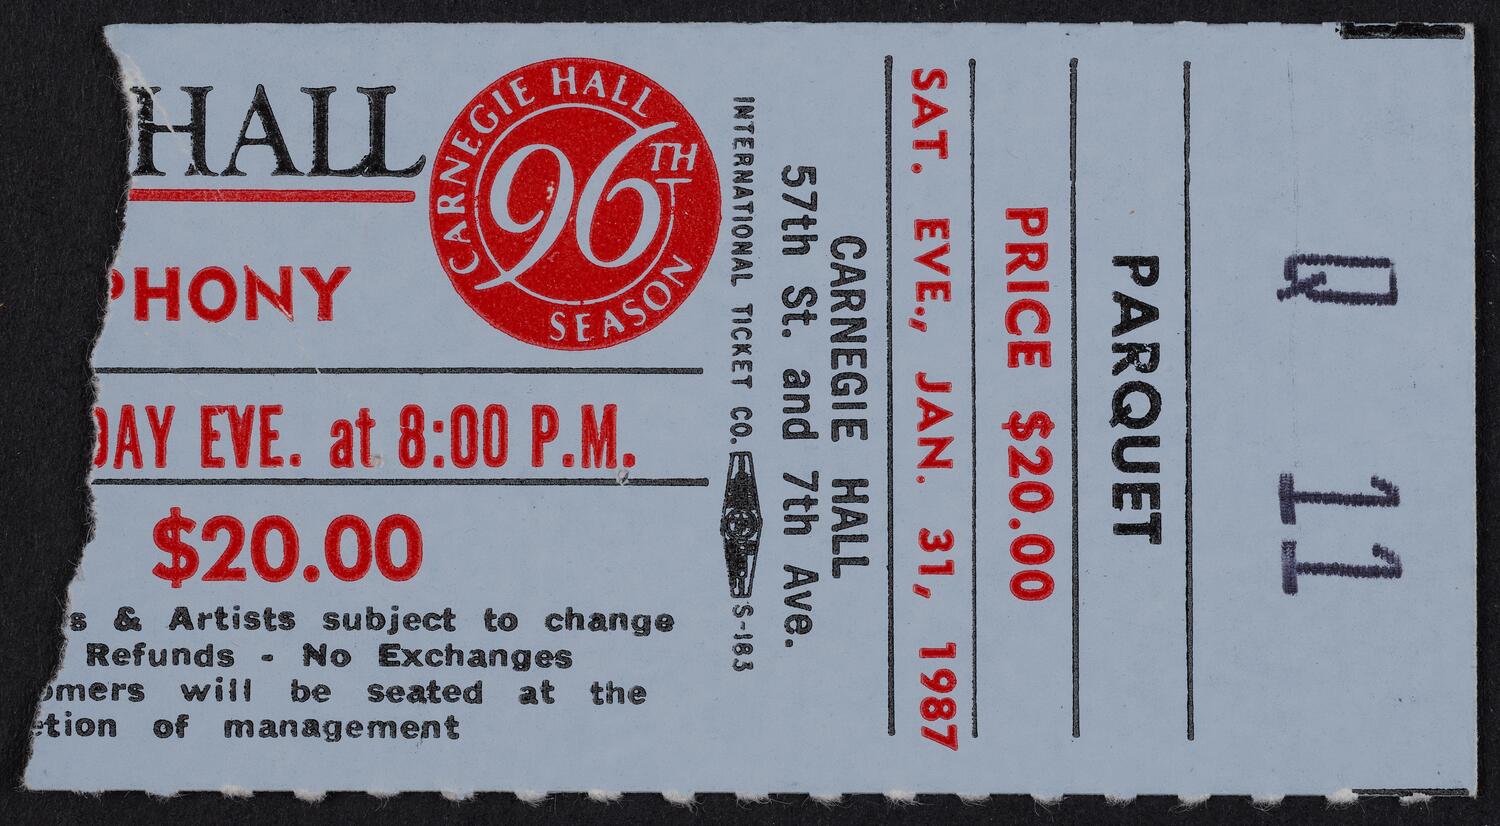 HALL
CARNEGIE HALL
96TH
SEASON
PHONY
DAY EVE. at 8:00 P.M.
$20.00
s & Artists subject to change
Refunds - No Exchanges
omers will be seated at the
etion of management
INTERNATIONAL TICKET CO. S-183
57th St. and 7th Ave.
CARNEGIE HALL
SAT. EVE., JAN. 31, 1987
PRICE $20.00
PARQUET
Q 11